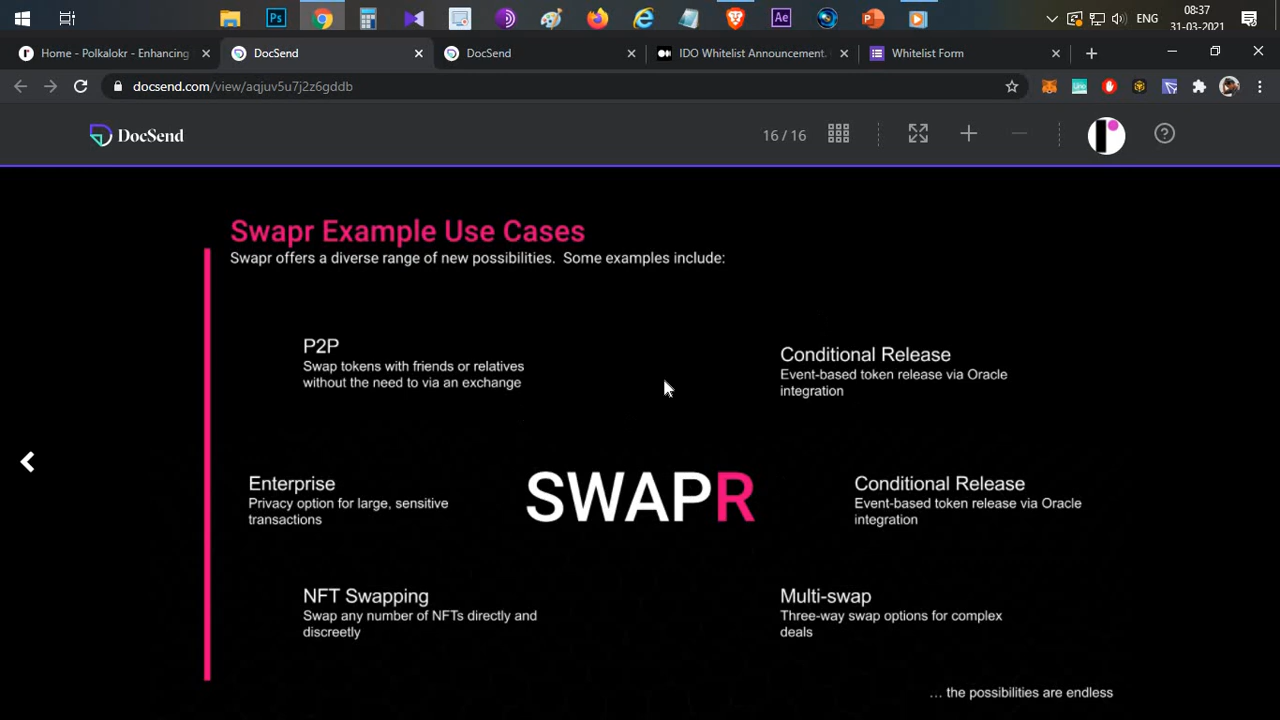 Ps
Ae
ENG
08:37
31-03-2021
Home - Polkalokr - Enhancing
DocSend
DocSend
IDO Whitelist Announcement.
Whitelist Form
docsend.com/view/aqjuv5u7j2z6gddb
DocSend
16 / 16
Swapr Example Use Cases
Swapr offers a diverse range of new possibilities. Some examples include:
P2P
Swap tokens with friends or relatives
without the need to via an exchange
Conditional Release
Event-based token release via Oracle
integration
Enterprise
Privacy option for large, sensitive
transactions
SWAPR
Conditional Release
Event-based token release via Oracle
integration
NFT Swapping
Swap any number of NFTs directly and
discreetly
Multi-swap
Three-way swap options for complex
deals
... the possibilities are endless